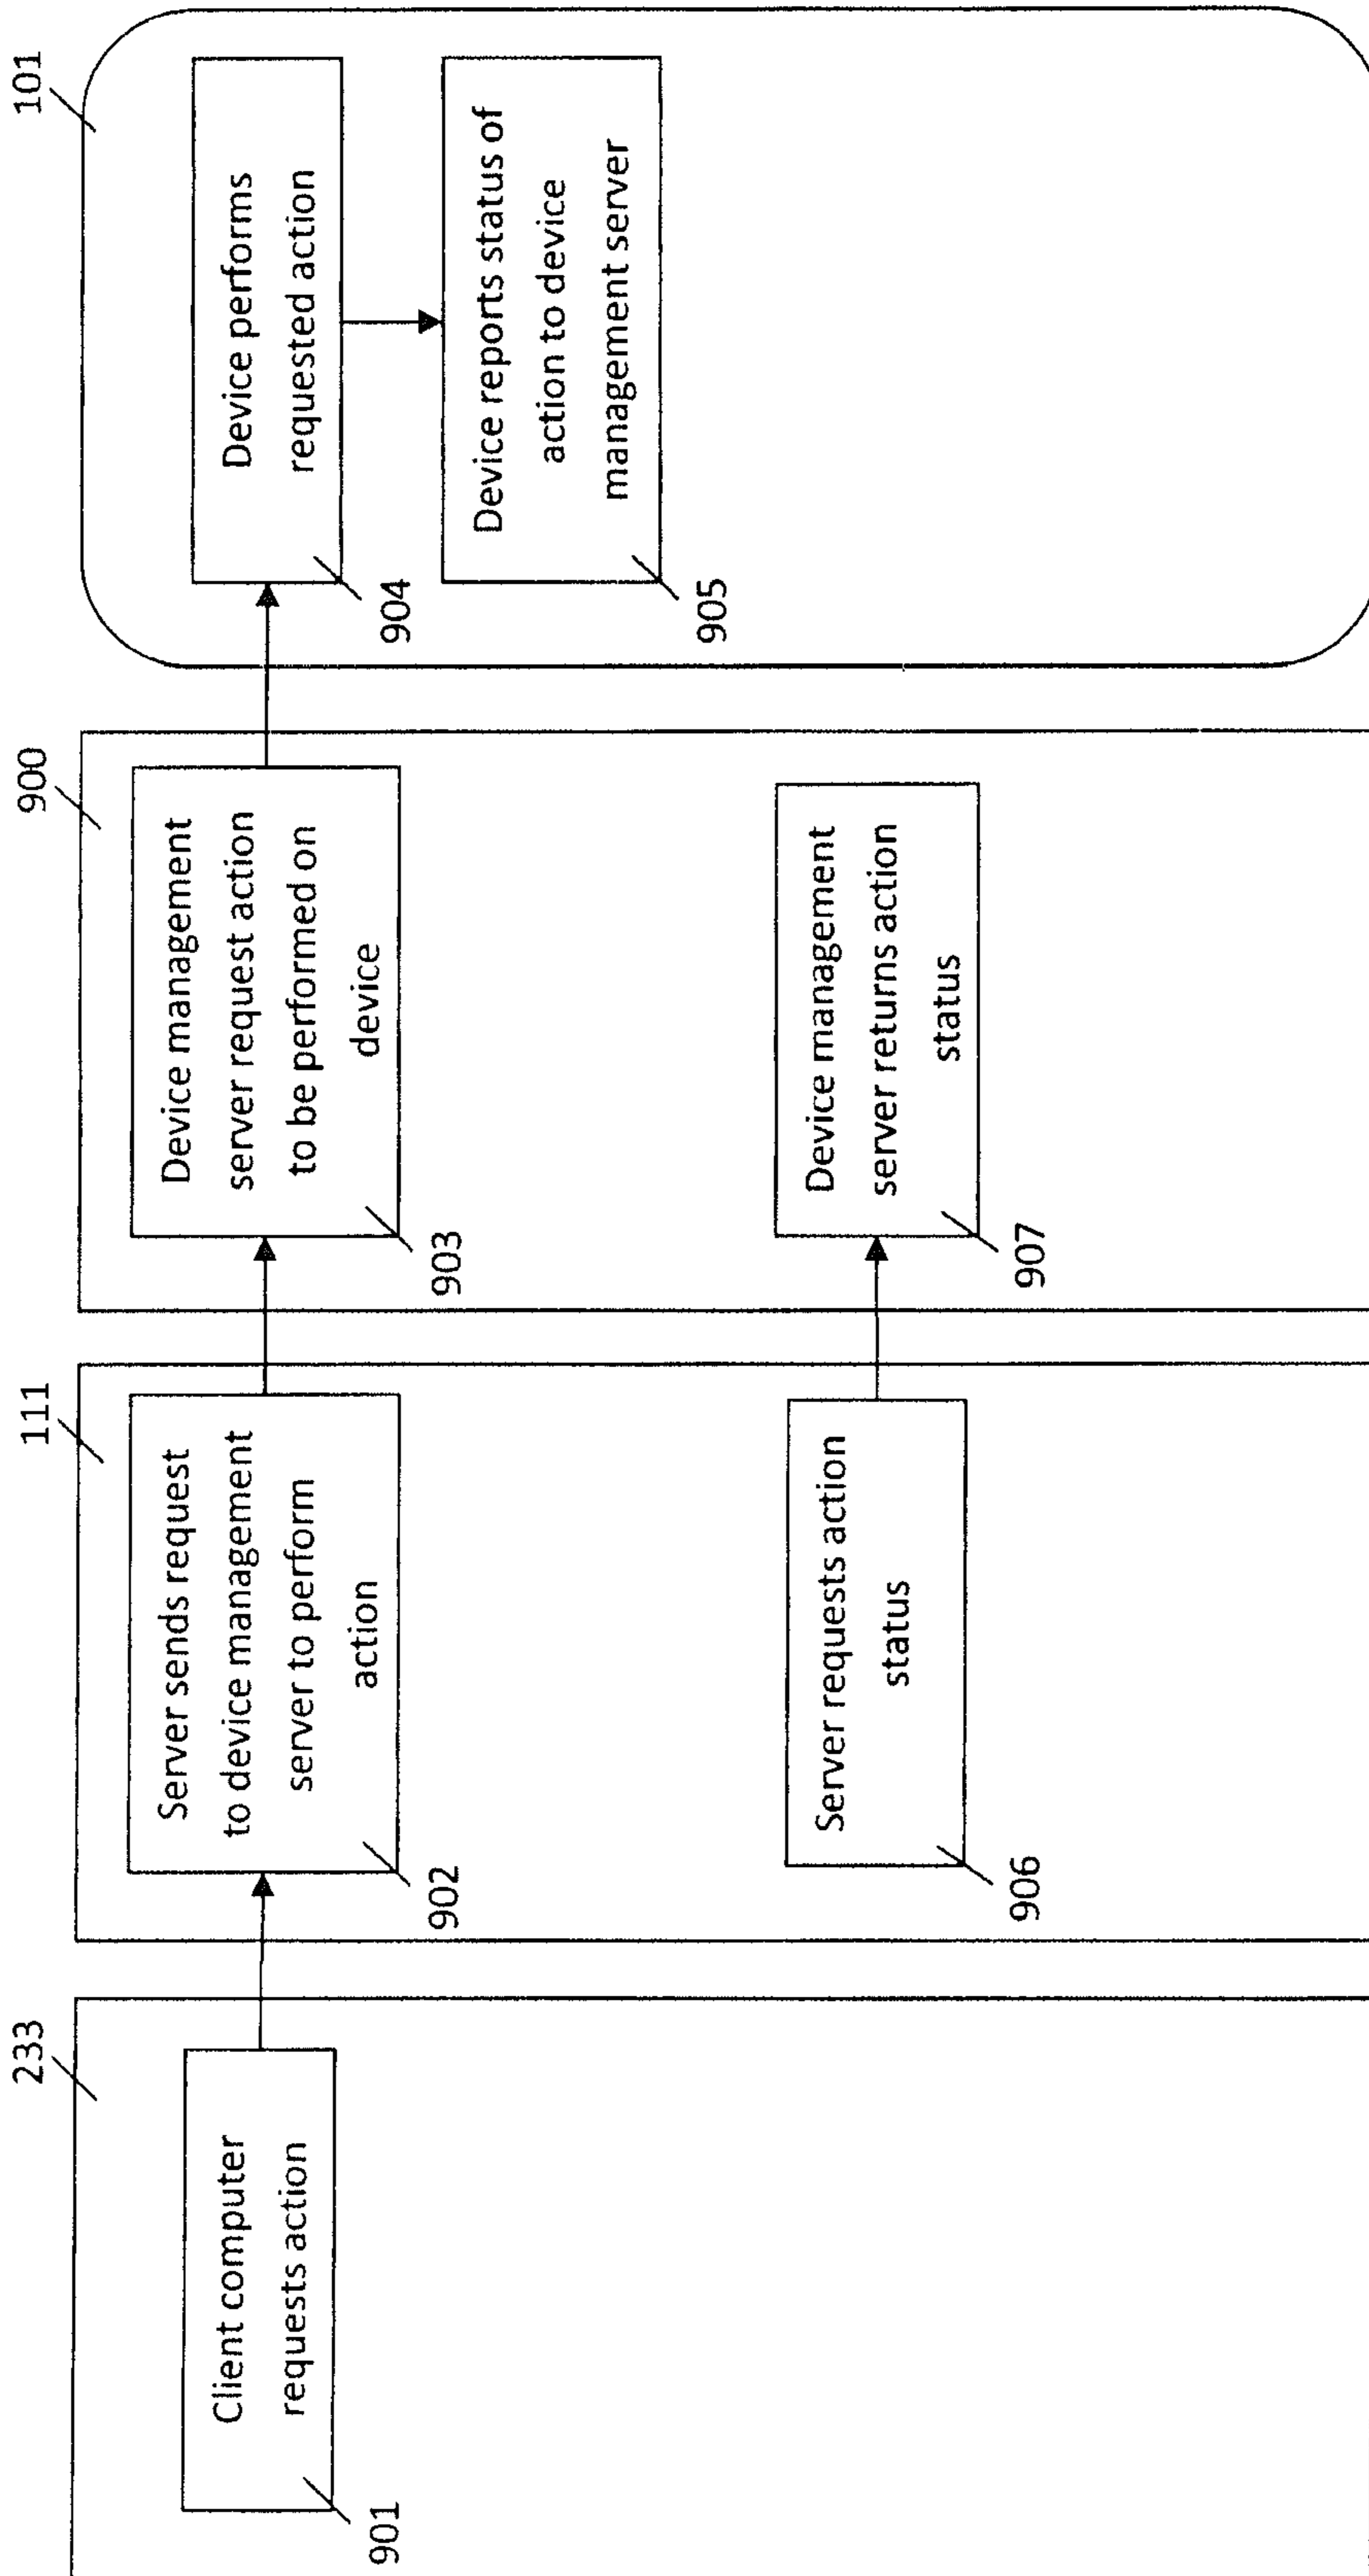 233
Client computer
requests action
901
111
Server sends request
to device management
server to perform
action
902
Server requests action
status
906
900
Device management
server request action
to be performed on
device
903
Device management
server returns action
status
907
101
Device performs
requested action
904
Device reports status of
action to device
management server
905